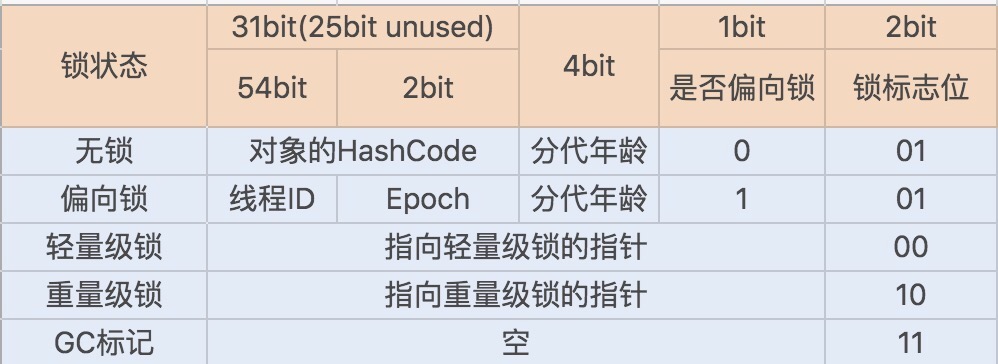 锁状态 31bit(25bit unused) 4bit 1bit 2bit
54bit 2bit 是否偏向锁 锁标志位
无锁 对象的HashCode 分代年龄 0 01
偏向锁 线程ID Epoch 分代年龄 1 01
轻量级锁 指向轻量级锁的指针 00
重量级锁 指向重量级锁的指针 10
GC标记 空 11